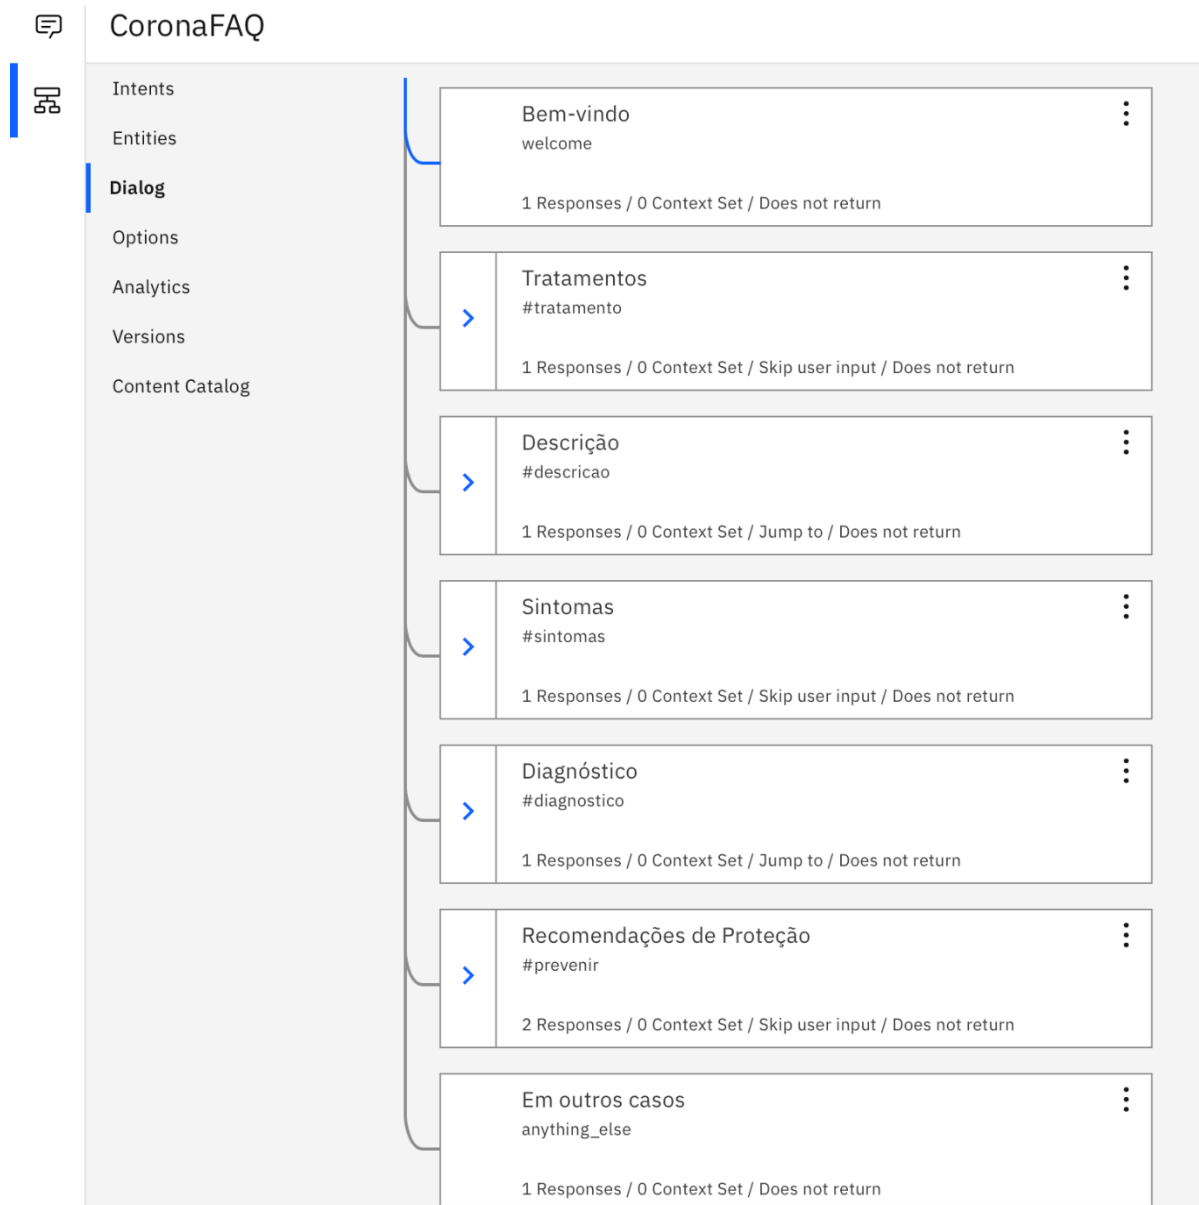 CoronaFAQ
Intents
Entities
Dialog
Options
Analytics
Versions
Content Catalog
Bem-vindo
welcome
1 Responses / 0 Context Set / Does not return
Tratamentos
#tratamento
1 Responses / 0 Context Set / Skip user input / Does not return
Descrição
#descricao
1 Responses / 0 Context Set / Jump to / Does not return
Sintomas
#sintomas
1 Responses / 0 Context Set / Skip user input / Does not return
Diagnóstico
#diagnostico
1 Responses / 0 Context Set / Jump to / Does not return
Recomendações de Proteção
#prevenir
2 Responses / 0 Context Set / Skip user input / Does not return
Em outros casos
anything_else
1 Responses / 0 Context Set / Does not return